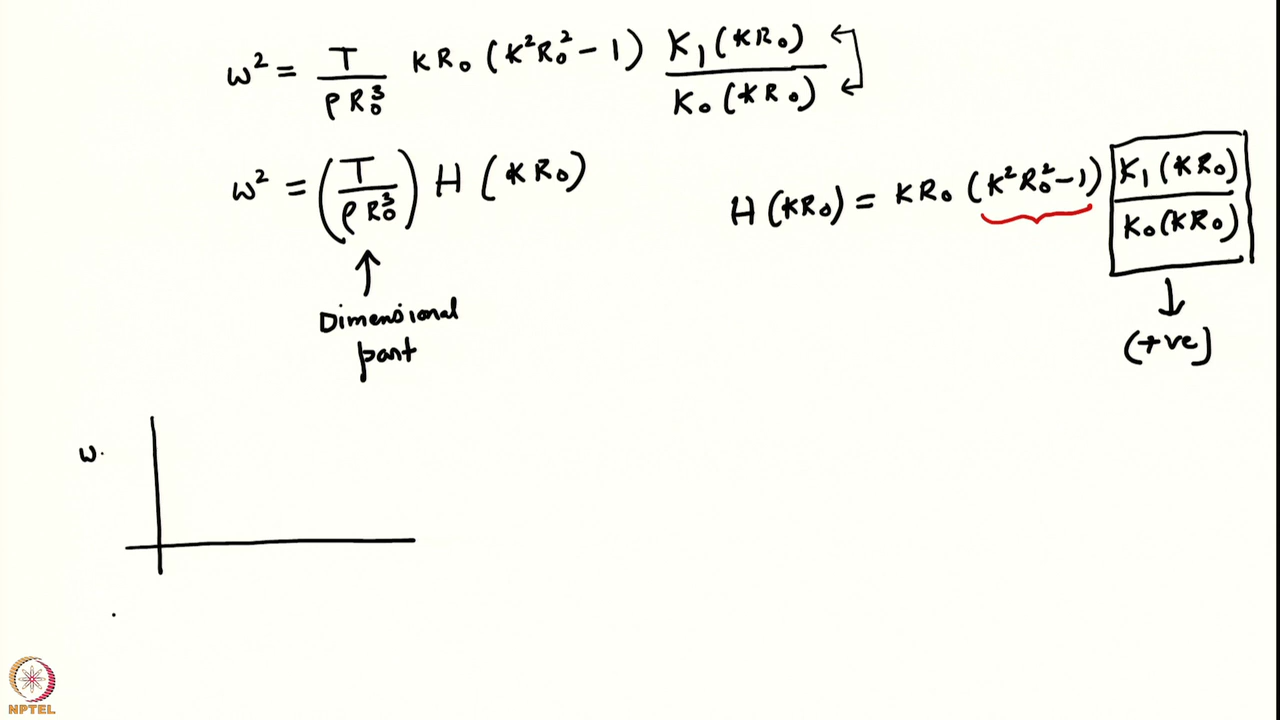 ω² = T/ρR₀³ kR₀ (k²R₀² - 1) K₁(kR₀)/K₀(kR₀)
ω² = (T/ρR₀³) H (kR₀)
H(kR₀) = kR₀ (k²R₀² - 1) K₁(kR₀)/K₀(kR₀)
Dimensional
part
(+ve)
ω
NPTEL